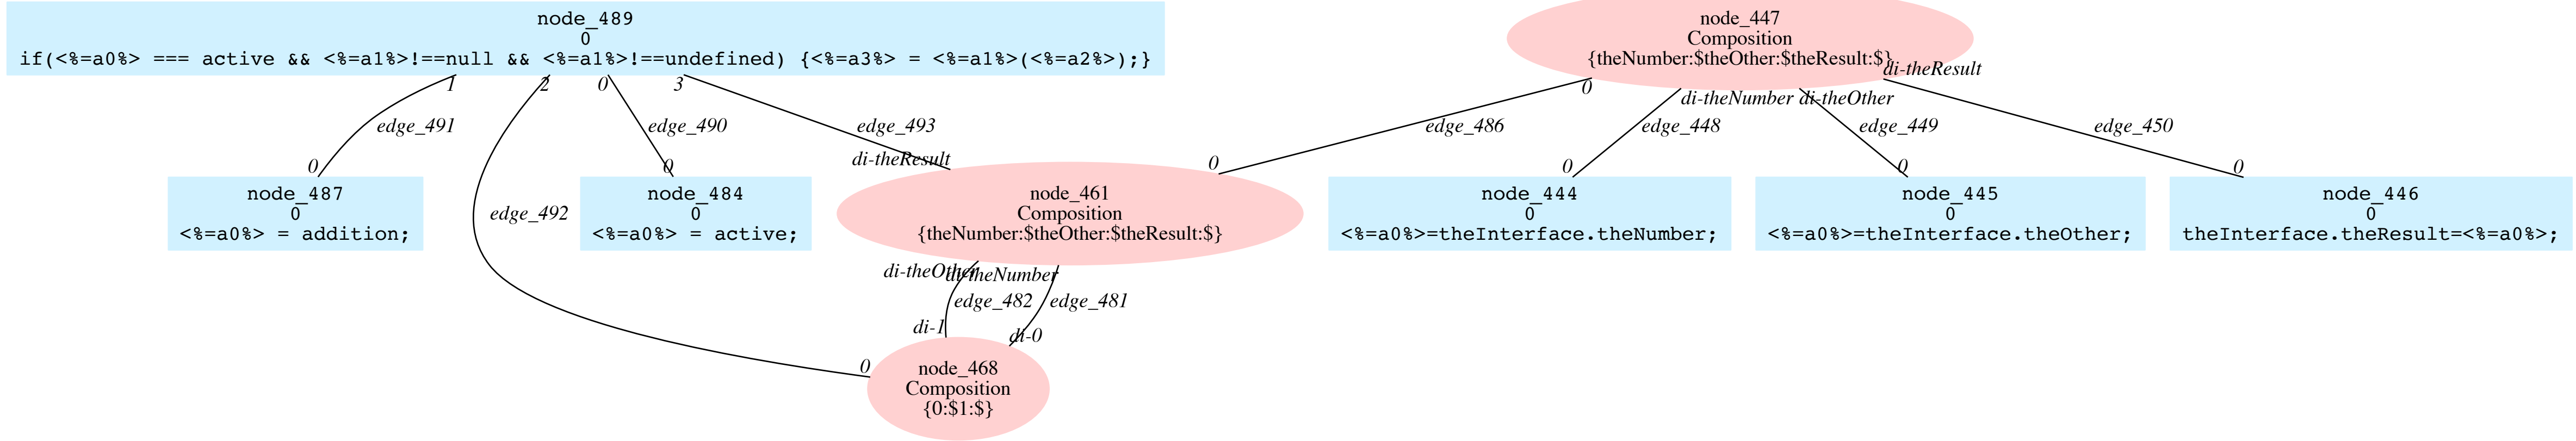 node_489
0
if(<%=a0%> === active && <%=a1%>!==null && <%=a1%>!==undefined) {<%=a3%> = <%=a1%>(<%=a2%>);}
node_447
Composition
{theNumber:$theOther:$theResult:$}
di-theResult
1
2
0
3
0
di-theNumber
di-theOther
edge_491
edge_490
edge_493
edge_486
edge_448
edge_449
edge_450
0
0
di-theResult
0
0
0
0
node_487
0
<%=a0%> = addition;
edge_492
node_484
0
<%=a0%> = active;
node_461
Composition
{theNumber:$theOther:$theResult:$}
node_444
0
<%=a0%>=theInterface.theNumber;
node_445
0
<%=a0%>=theInterface.theOther;
node_446
0
theInterface.theResult=<%=a0%>;
di-theOther
di-theNumber
edge_482
edge_481
di-1
di-0
0
node_468
Composition
{0:$1:$}